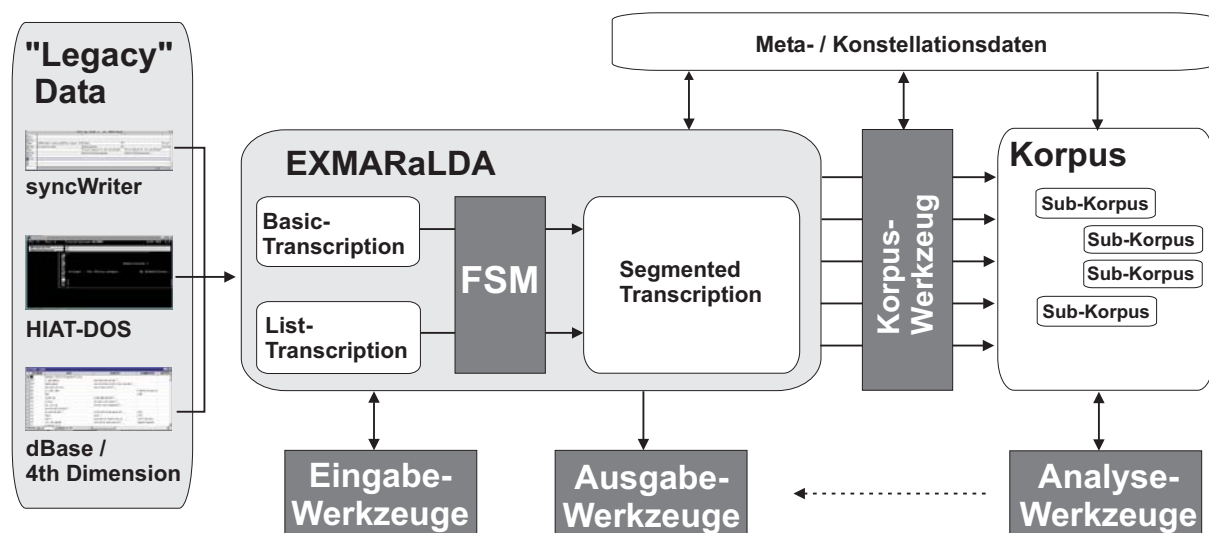 "Legacy"
Data
syncWriter
HIAT-DOS
dBase /
4th Dimension
Meta- / Konstellationsdaten
EXMARaLDA
Basic-
Transcription
List-
Transcription
FSM
Segmented
Transcription
Korpus-
Werkzeug
Korpus
Sub-Korpus
Sub-Korpus
Sub-Korpus
Sub-Korpus
Eingabe-
Werkzeuge
Ausgabe-
Werkzeuge
Analyse-
Werkzeuge